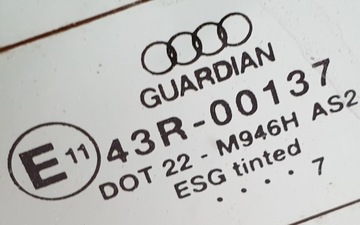 GUARDIAN
E11 43R-00137
DOT 22 - M946H AS2
ESG tinted
. . . . 7